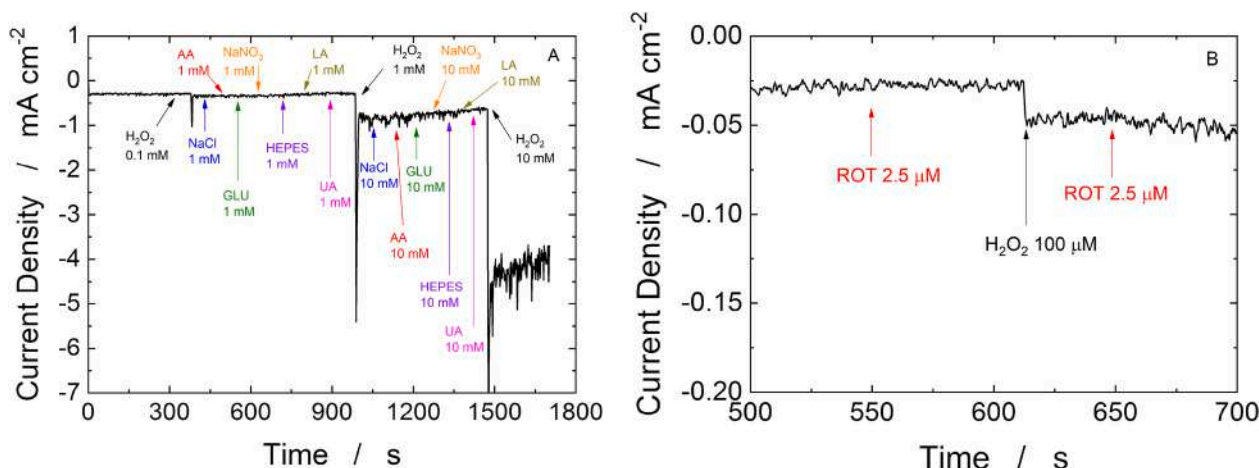 A
AA
1 mM
NaNO₃
1 mM
LA
1 mM
H₂O₂
1 mM
NaNO₃
10 mM
LA
10 mM
H₂O₂
0.1 mM
NaCl
1 mM
GLU
1 mM
HEPES
1 mM
UA
1 mM
NaCl
10 mM
AA
10 mM
GLU
10 mM
HEPES
10 mM
UA
10 mM
H₂O₂
10 mM
1
0
-1
-2
-3
-4
-5
-6
-7
Current Density / mA cm⁻²
0 300 600 900 1200 1500 1800
Time / s
B
ROT 2.5 μM
H₂O₂ 100 μM
ROT 2.5 μM
0.00
-0.05
-0.10
-0.15
-0.20
Current Density / mA cm⁻²
500 550 600 650 700
Time / s